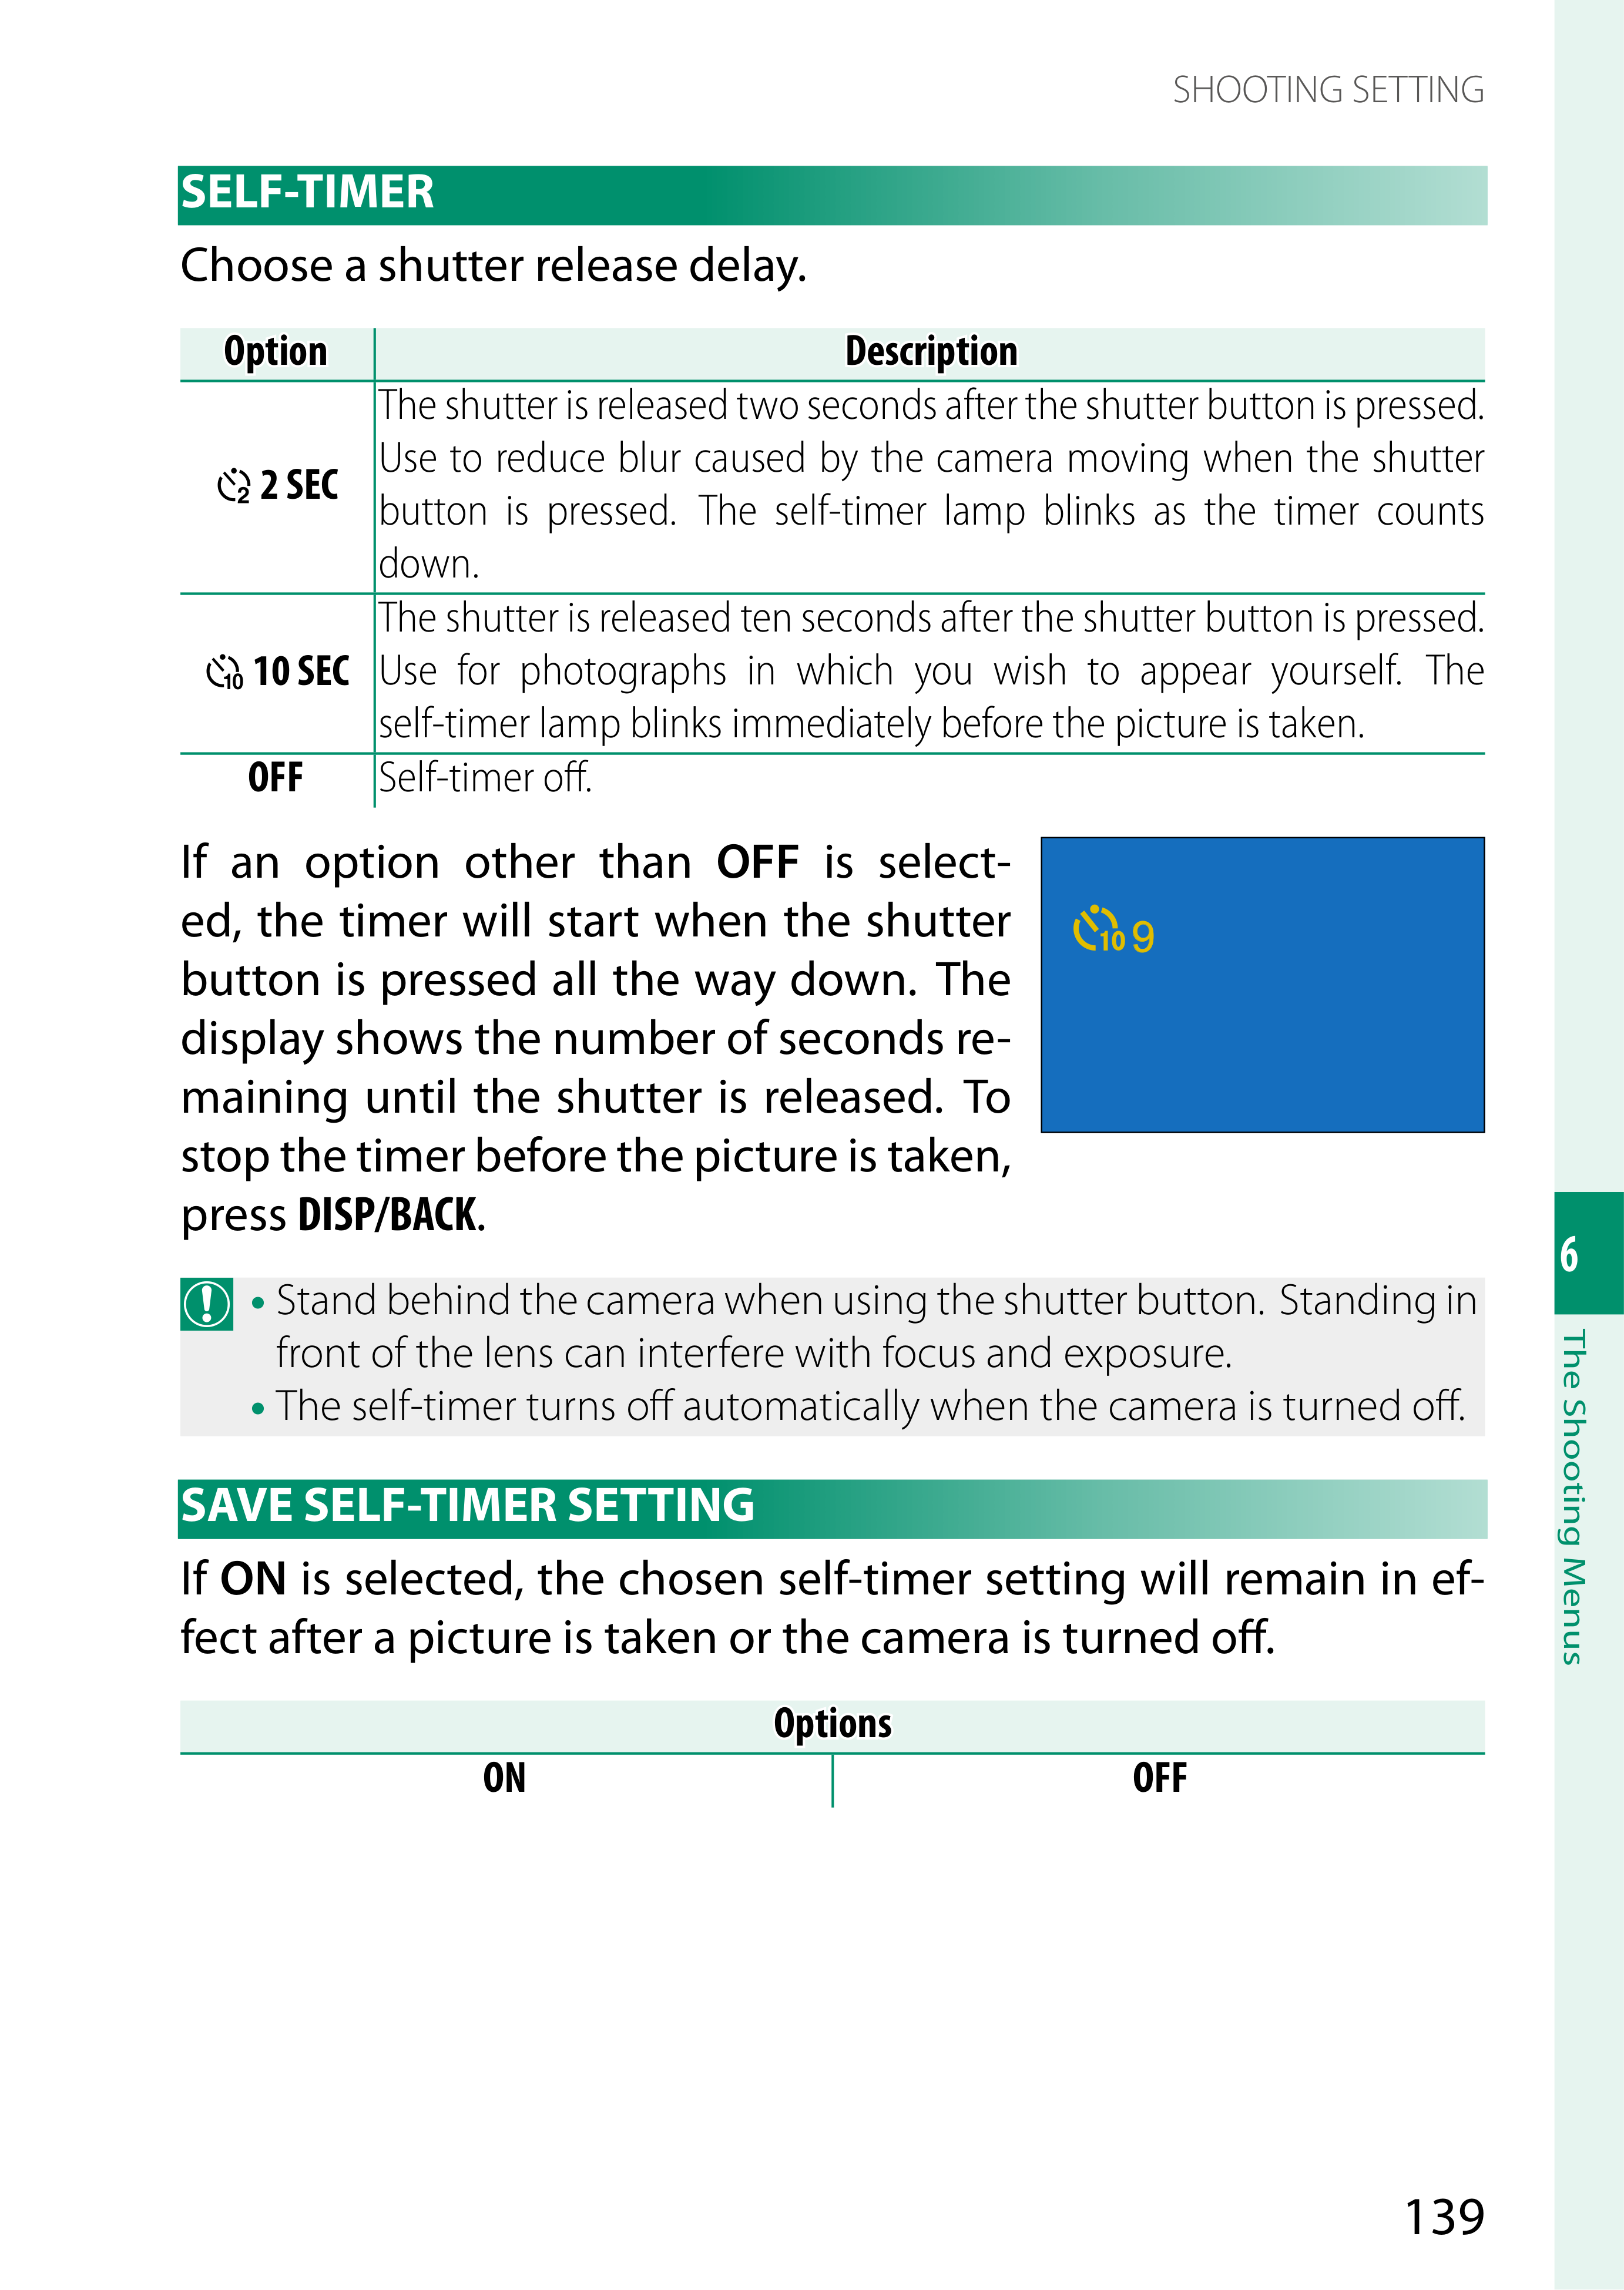 SHOOTING SETTING
SELF-TIMER
Choose a shutter release delay.
Option Description
2 2 SEC
The shutter is released two seconds after the shutter button is pressed.
Use to reduce blur caused by the camera moving when the shutter
button is pressed. The self-timer lamp blinks as the timer counts
down.
10 10 SEC
The shutter is released ten seconds after the shutter button is pressed.
Use for photographs in which you wish to appear yourself. The
self-timer lamp blinks immediately before the picture is taken.
OFF Self-timer off.
If an option other than OFF is select-
ed, the timer will start when the shutter
button is pressed all the way down. The
display shows the number of seconds re-
maining until the shutter is released. To
stop the timer before the picture is taken,
press DISP/BACK.
10 9
• Stand behind the camera when using the shutter button. Standing in
front of the lens can interfere with focus and exposure.
• The self-timer turns off automatically when the camera is turned off.
SAVE SELF-TIMER SETTING
If ON is selected, the chosen self-timer setting will remain in ef-
fect after a picture is taken or the camera is turned off.
Options
ON OFF
6
The Shooting Menus
139